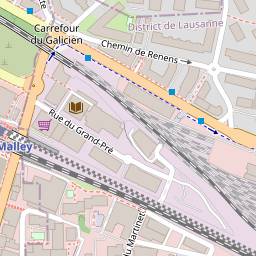 Carrefour
du Galicien
District de Lausanne
Chemin de Renens
Rue du Grand-Pré
Malley
du Martinet